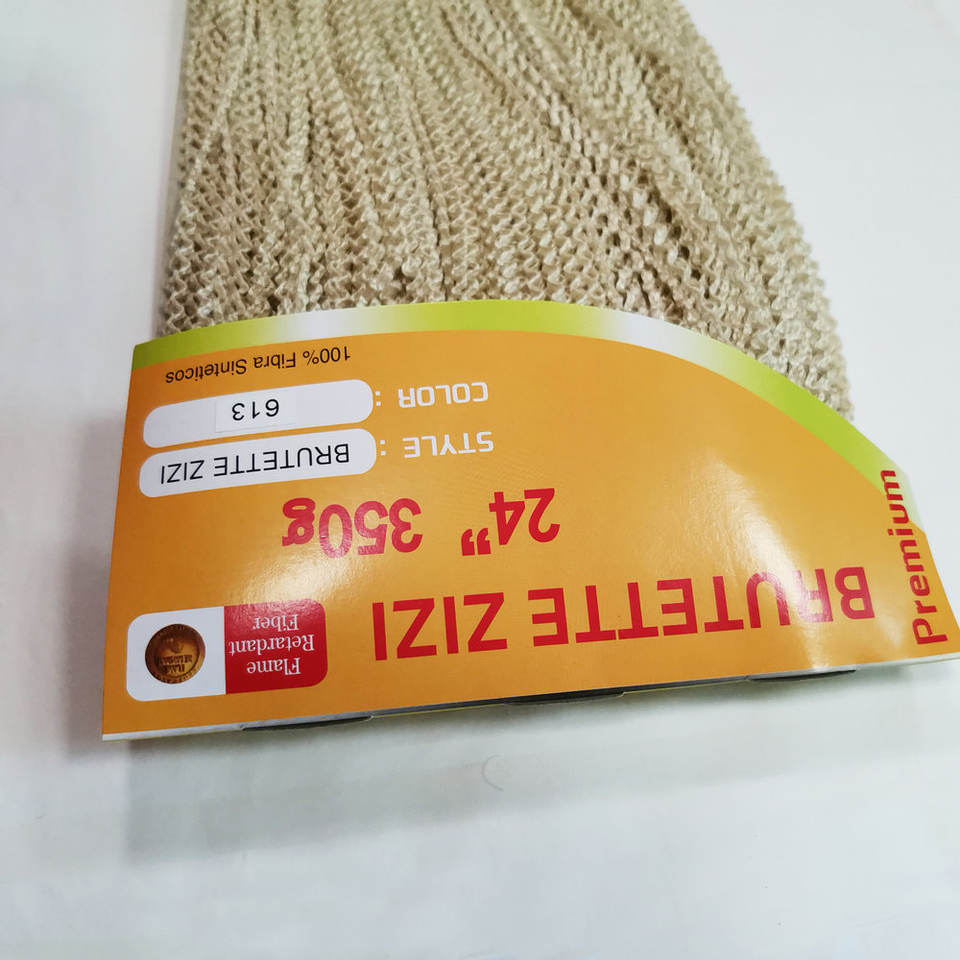 Premium
BRUTETTE ZIZI
Flame
Retardant
Fiber
24” 350g
STYLE : BRUTETTE ZIZI
COLOR : 613
100% Fibra Sinteticos